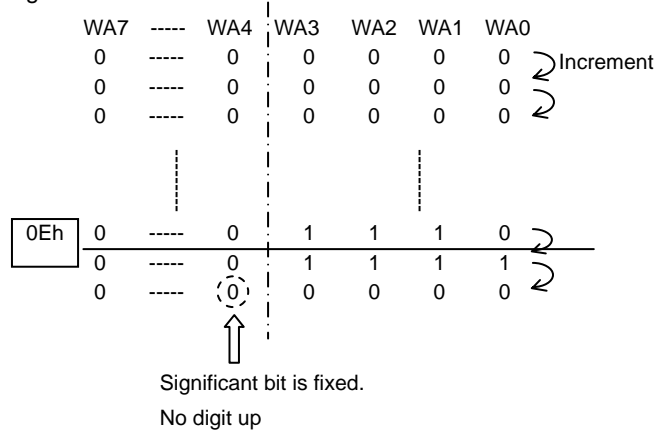 WA7 ----- WA4 WA3 WA2 WA1 WA0
0 ----- 0 0 0 0 0 Increment
0 ----- 0 0 0 0 0
0 ----- 0 0 0 0 0
0Eh 0 ----- 0 1 1 1 0
0 ----- 0 1 1 1 1
0 ----- 0 0 0 0 0
Significant bit is fixed.
No digit up